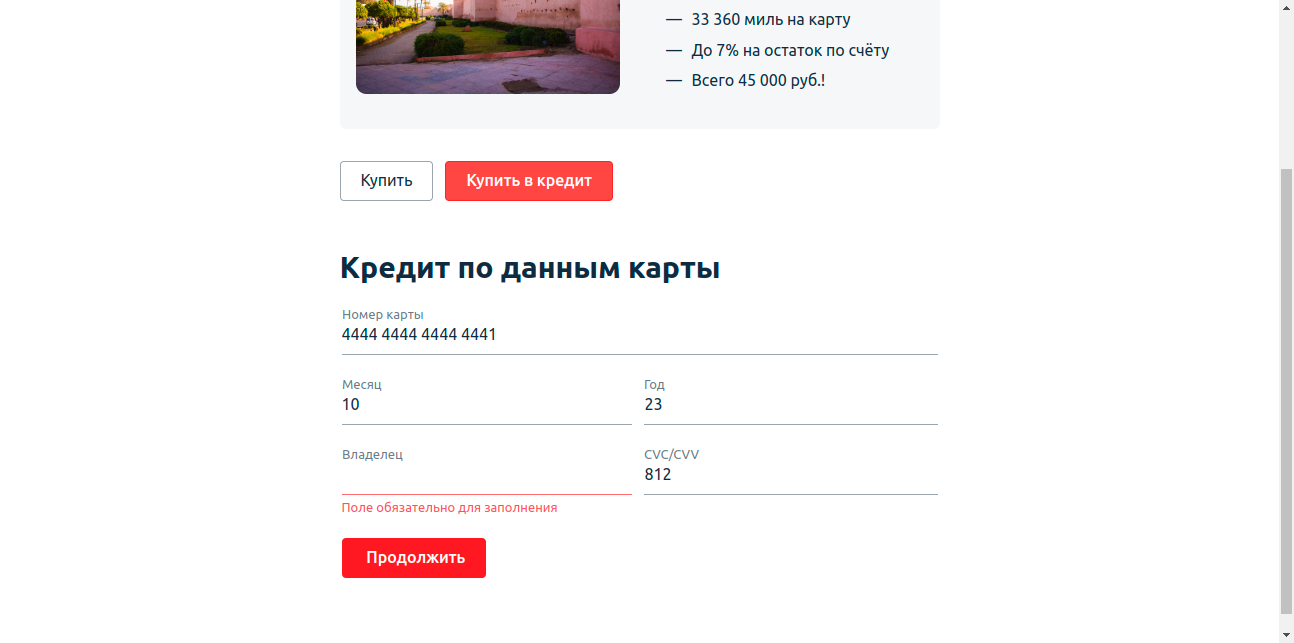 — 33 360 миль на карту
— До 7% на остаток по счёту
— Всего 45 000 руб.!
Купить Купить в кредит
Кредит по данным карты
Номер карты
4444 4444 4444 4441
Месяц Год
10 23
Владелец CVC/CVV
812
Поле обязательно для заполнения
Продолжить